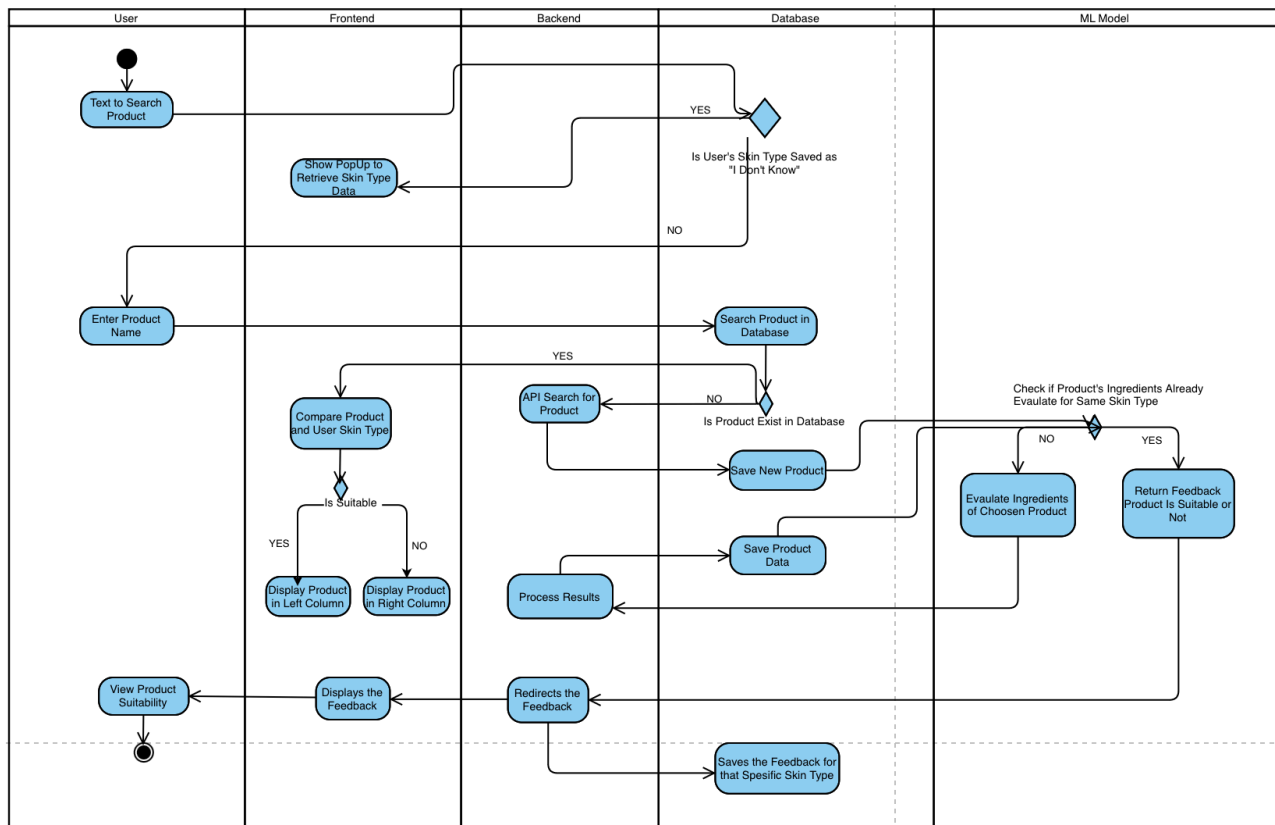 User
Frontend
Backend
Database
ML Model
Text to Search
Product
YES
Is User's Skin Type Saved as
"I Don't Know"
Show PopUp to
Retrieve Skin Type
Data
NO
Enter Product
Name
Search Product in
Database
YES
NO
Is Product Exist in Database
API Search for
Product
Compare Product
and User Skin Type
Check if Product's Ingredients Already
Evaulate for Same Skin Type
NO
YES
Save New Product
Evaulate Ingredients
of Choosen Product
Return Feedback
Product Is Suitable or
Not
Is Suitable
YES
NO
Save Product
Data
Display Product
in Left Column
Display Product
in Right Column
Process Results
View Product
Suitability
Displays the
Feedback
Redirects the
Feedback
Saves the Feedback for
that Spesific Skin Type